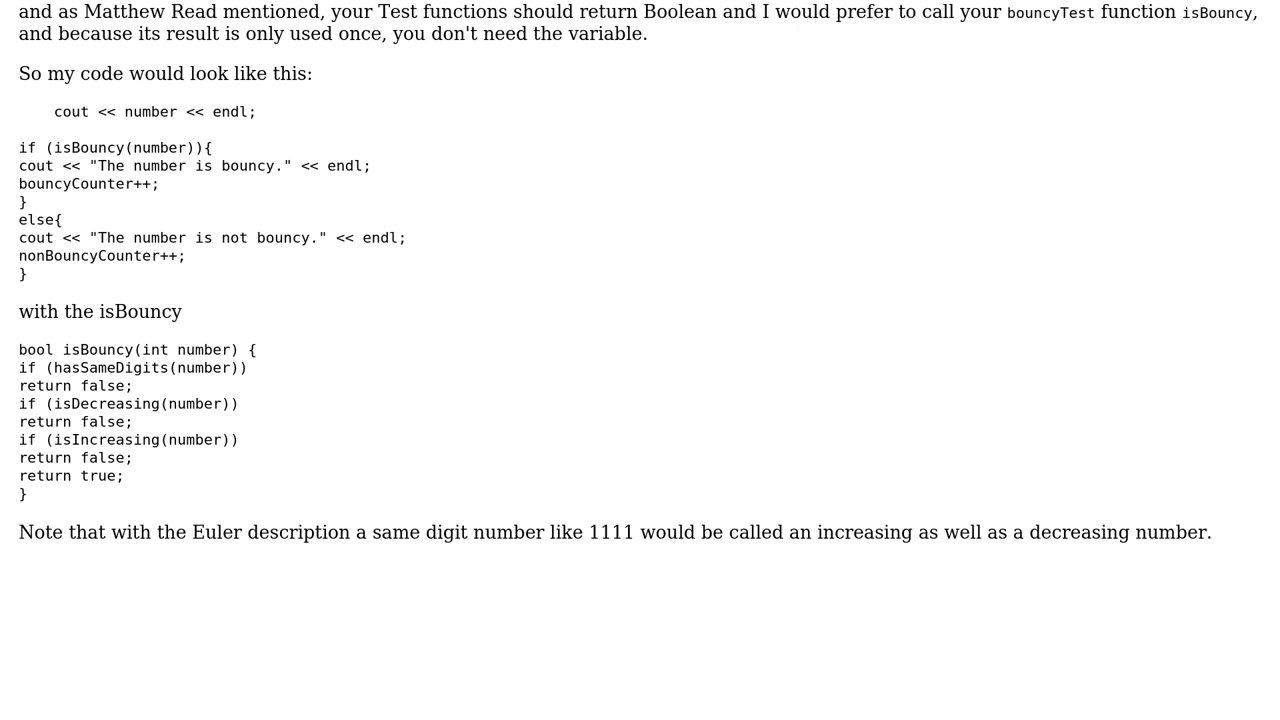 and as Matthew Read mentioned, your Test functions should return Boolean and I would prefer to call your bouncyTest function isBouncy,
and because its result is only used once, you don't need the variable.
So my code would look like this:
    cout << number << endl;
if (isBouncy(number)){
cout << "The number is bouncy." << endl;
bouncyCounter++;
}
else{
cout << "The number is not bouncy." << endl;
nonBouncyCounter++;
}
with the isBouncy
bool isBouncy(int number) {
if (hasSameDigits(number))
return false;
if (isDecreasing(number))
return false;
if (isIncreasing(number))
return false;
return true;
}
Note that with the Euler description a same digit number like 1111 would be called an increasing as well as a decreasing number.